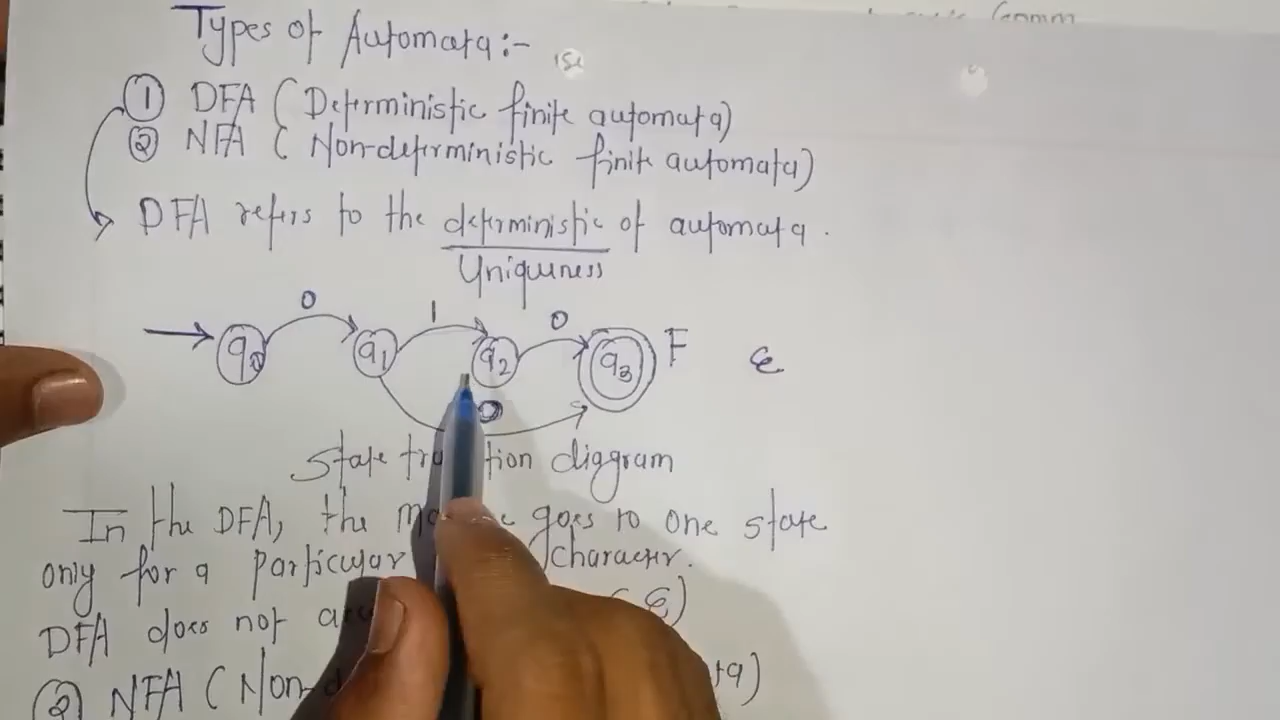 Types of Automata:-
① DFA (Deterministic finite automata)
② NFA (Non-deterministic finite automata)
DFA refers to the deterministic of automata.
Uniqueness
0 1 0
q0 q1 q2 q3 F ε
0
State tion diagram
In the DFA, the goes to one state
only for a particular character.
DFA does not (ε)
② NFA (Non-